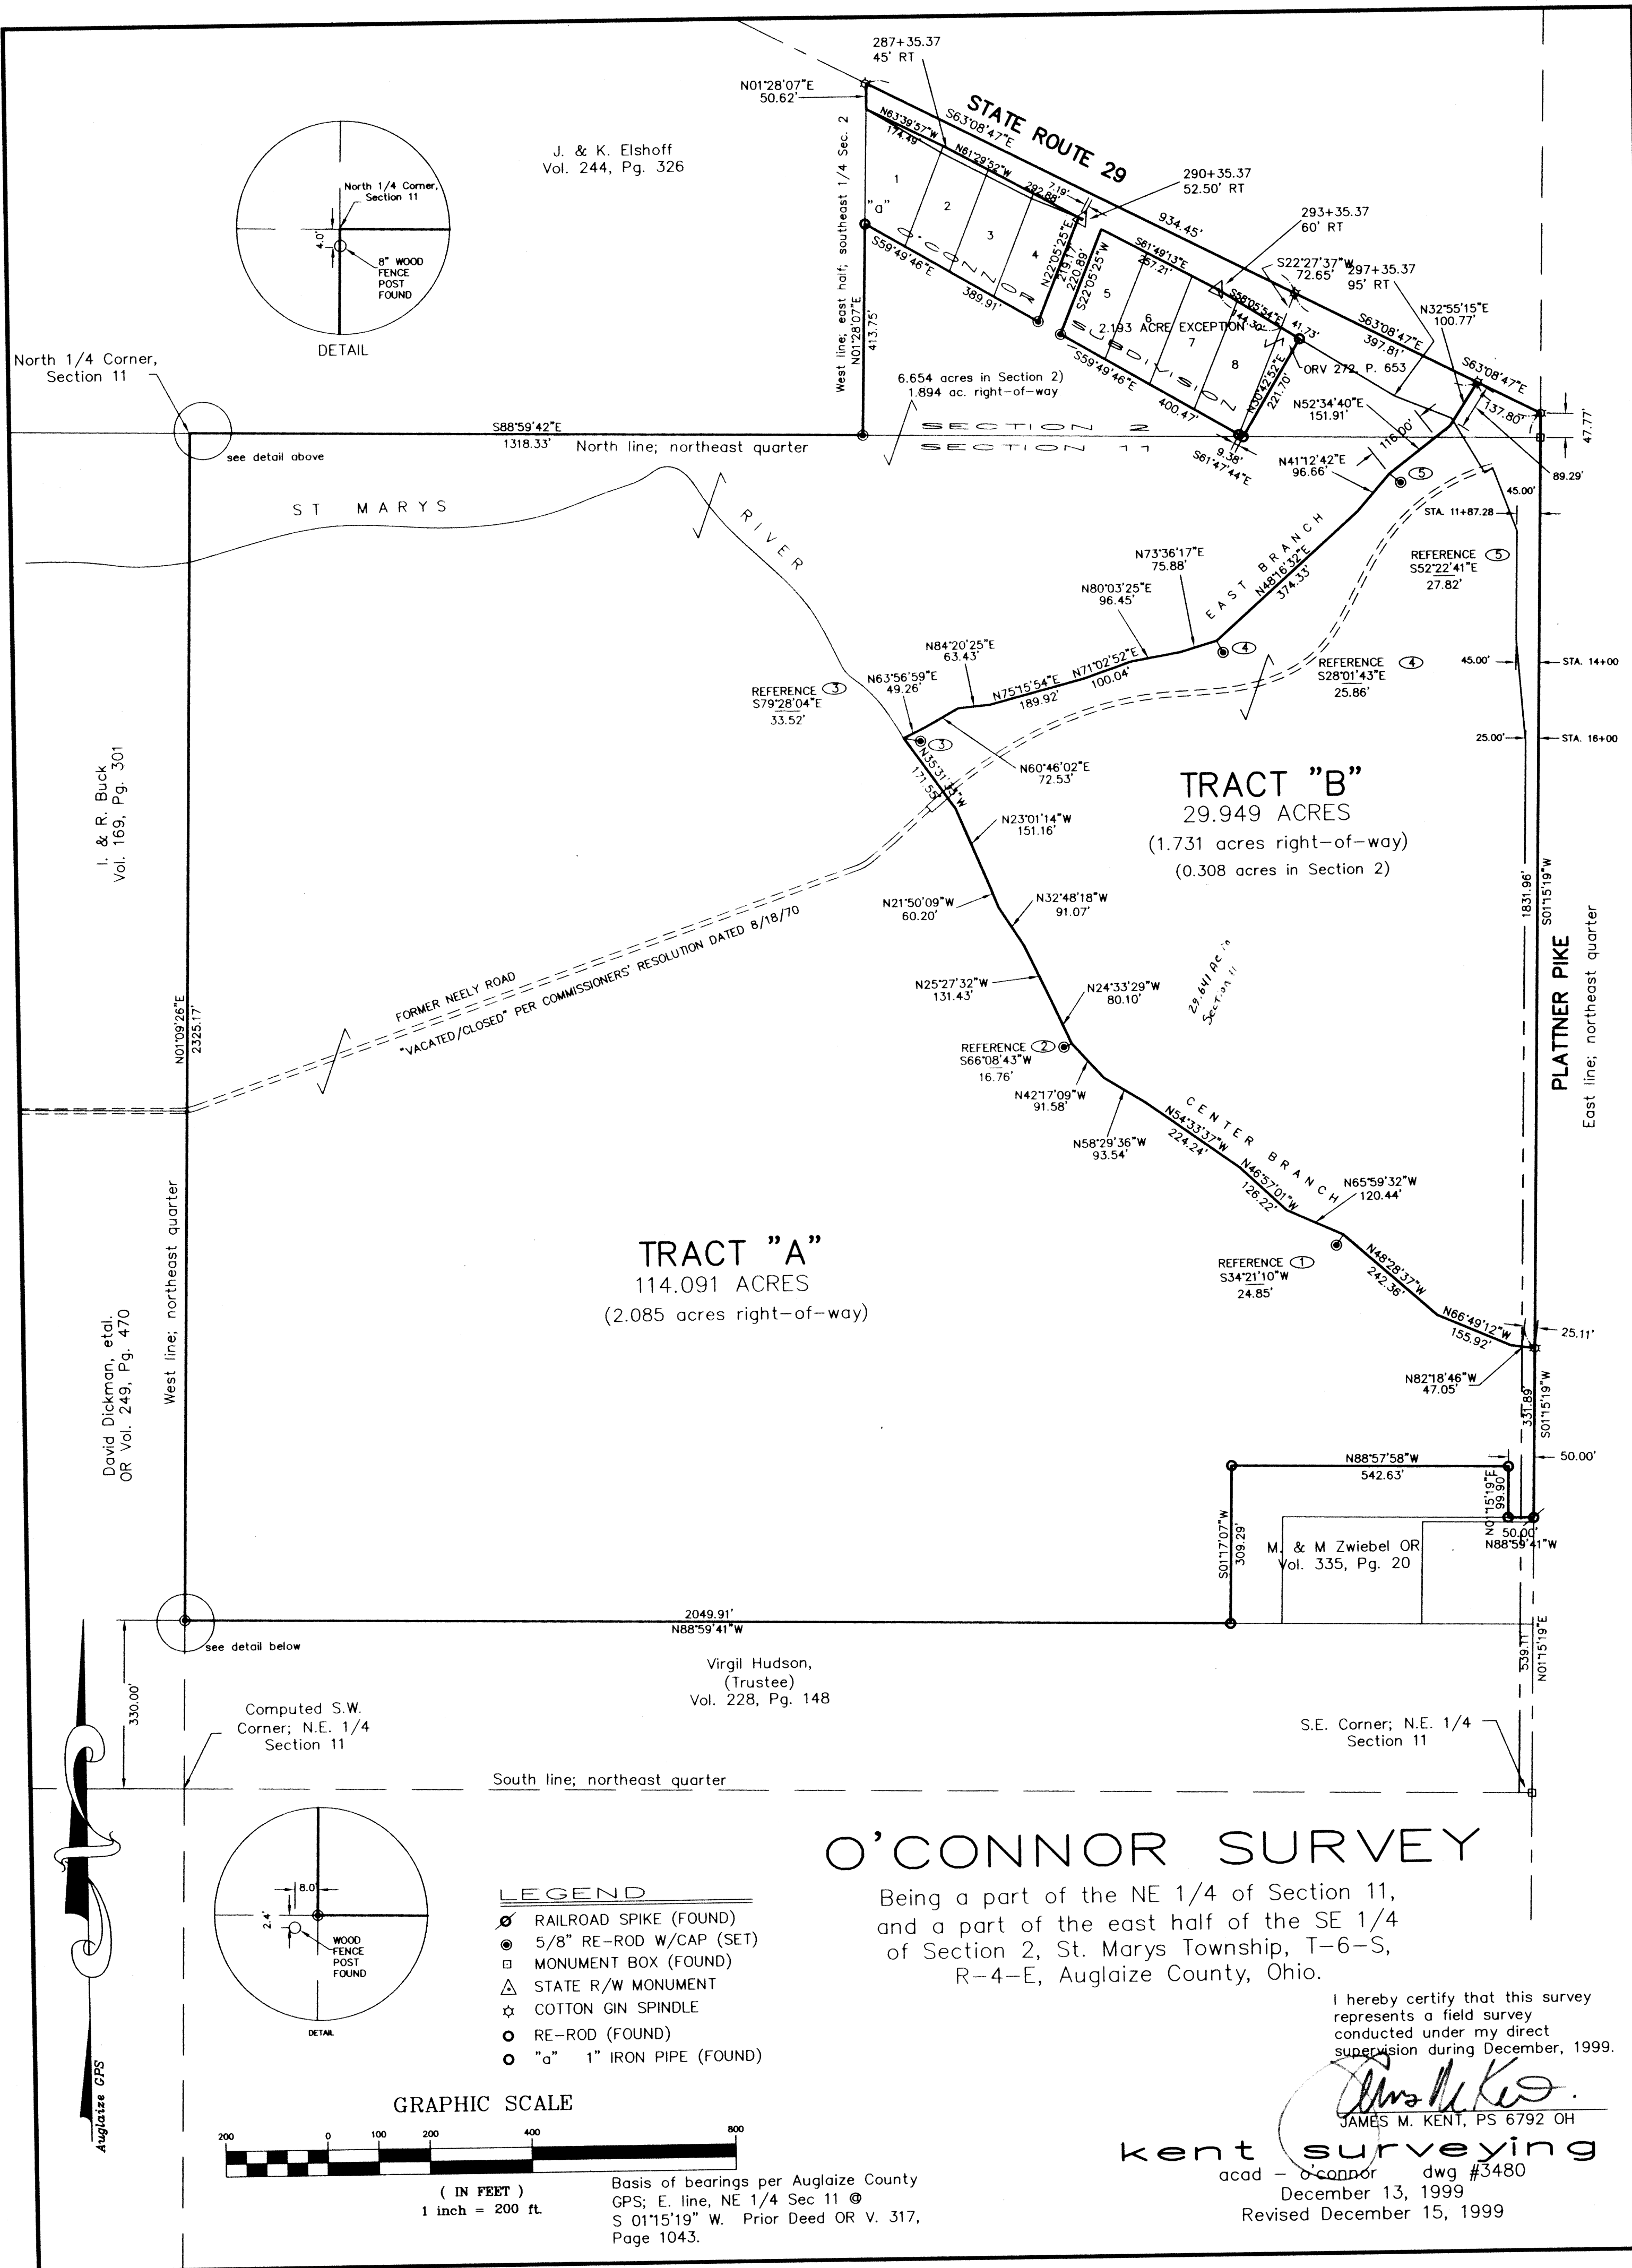 287+35.37
45' RT
N01°28'07"E
50.62'
STATE ROUTE 29
S63°08'47"E
934.45'
N63°39'57"W
174.49'
N61°29'52"W
292.88'
7.19'
290+35.37
52.50' RT
293+35.37
60' RT
S22°27'37"W
72.65'
297+35.37
95' RT
N32°55'15"E
100.77'
S63°08'47"E
397.81'
S63°08'47"E
137.80'
47.77'
89.29'
J. & K. Elshoff
Vol. 244, Pg. 326
North 1/4 Corner,
Section 11
4.0'
8" WOOD
FENCE
POST
FOUND
DETAIL
North 1/4 Corner,
Section 11
see detail above
West line; east half; southeast 1/4 Sec. 2
N01°28'07"E
413.75'
"a"
1
2
3
4
5
6
7
8
O'CONNOR
SUBDIVISION
S59°49'46"E
389.91'
N22°05'25"E
219.17'
220.89'
S22°05'25"W
S61°49'13"E
257.21'
S58°05'54"E
144.30'
41.73'
2.193 ACRE EXCEPTION
ORV 272, P. 653
S59°49'46"E
400.47'
N30°42'52"E
221.70'
9.38'
S61°47'44"E
N52°34'40"E
151.91'
116.00'
N41°12'42"E
96.66'
6.654 acres in Section 2)
1.894 ac. right-of-way
S88°59'42"E
1318.33'
North line; northeast quarter
SECTION 2
SECTION 11
ST MARYS
RIVER
EAST BRANCH
5
45.00'
STA. 11+87.28
REFERENCE 5
S52°22'41"E
27.82'
N48°16'32"E
374.33'
N73°36'17"E
75.88'
N80°03'25"E
96.45'
4
REFERENCE 4
S28°01'43"E
25.86'
45.00'
STA. 14+00
N84°20'25"E
63.43'
N71°02'52"E
100.04'
N75°15'54"E
189.92'
N63°56'59"E
49.26'
REFERENCE 3
S79°28'04"E
33.52'
3
25.00'
STA. 16+00
N60°46'02"E
72.53'
N35°31'33"W
171.55'
TRACT "B"
29.949 ACRES
(1.731 acres right-of-way)
(0.308 acres in Section 2)
29.641 Ac in
Section 11
I. & R. Buck
Vol. 169, Pg. 301
N23°01'14"W
151.16'
N21°50'09"W
60.20'
N32°48'18"W
91.07'
N25°27'32"W
131.43'
N24°33'29"W
80.10'
REFERENCE 2
S66°08'43"W
16.76'
N42°17'09"W
91.58'
N58°29'36"W
93.54'
CENTER BRANCH
N54°33'37"W
224.24'
N46°57'01"W
126.22'
N65°59'32"W
120.44'
REFERENCE 1
S34°21'10"W
24.85'
N48°28'37"W
242.36'
N66°49'12"W
155.92'
25.11'
N82°18'46"W
47.05'
1831.96'
S01°15'19"W
PLATTNER PIKE
East line; northeast quarter
FORMER NEELY ROAD
"VACATED/CLOSED" PER COMMISSIONERS' RESOLUTION DATED 8/18/70
N01°09'26"E
2325.17'
West line; northeast quarter
David Dickman, etal.
OR Vol. 249, Pg. 470
TRACT "A"
114.091 ACRES
(2.085 acres right-of-way)
331.89'
S01°15'19"W
50.00'
N88°57'58"W
542.63'
N01°15'19"E
99.90'
50.00'
N88°59'41"W
S01°17'07"W
309.29'
M. & M Zwiebel OR
Vol. 335, Pg. 20
2049.91'
N88°59'41"W
see detail below
Virgil Hudson,
(Trustee)
Vol. 228, Pg. 148
539.11'
N01°15'19"E
330.00'
Computed S.W.
Corner; N.E. 1/4
Section 11
S.E. Corner; N.E. 1/4
Section 11
South line; northeast quarter
8.0'
2.4'
WOOD
FENCE
POST
FOUND
DETAIL
LEGEND
RAILROAD SPIKE (FOUND)
5/8" RE-ROD W/CAP (SET)
MONUMENT BOX (FOUND)
STATE R/W MONUMENT
COTTON GIN SPINDLE
RE-ROD (FOUND)
"a" 1" IRON PIPE (FOUND)
O'CONNOR SURVEY
Being a part of the NE 1/4 of Section 11,
and a part of the east half of the SE 1/4
of Section 2, St. Marys Township, T-6-S,
R-4-E, Auglaize County, Ohio.
I hereby certify that this survey
represents a field survey
conducted under my direct
supervision during December, 1999.
JAMES M. KENT, PS 6792 OH
kent surveying
acad - o'connor dwg #3480
December 13, 1999
Revised December 15, 1999
Auglaize GPS
GRAPHIC SCALE
200 0 100 200 400 800
( IN FEET )
1 inch = 200 ft.
Basis of bearings per Auglaize County
GPS; E. line, NE 1/4 Sec 11 @
S 01°15'19" W. Prior Deed OR V. 317,
Page 1043.